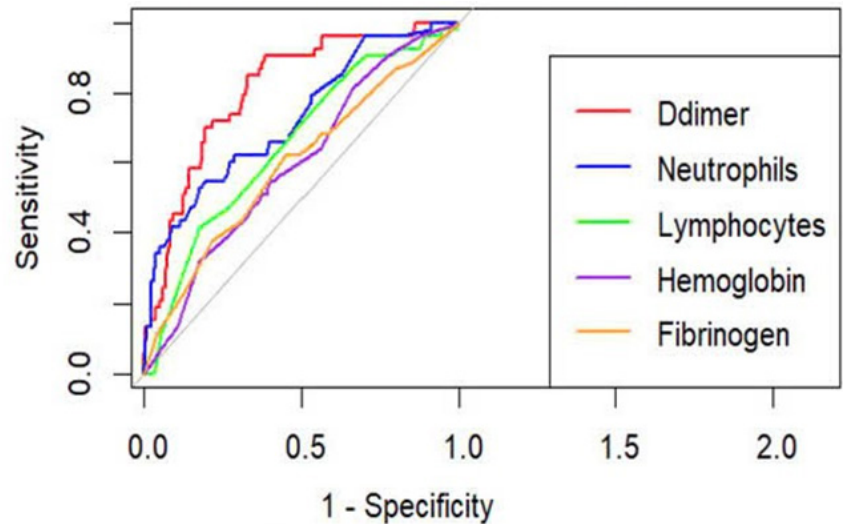 Sensitivity
0.8
0.4
0.0
Ddimer
Neutrophils
Lymphocytes
Hemoglobin
Fibrinogen
0.0 0.5 1.0 1.5 2.0
1 - Specificity